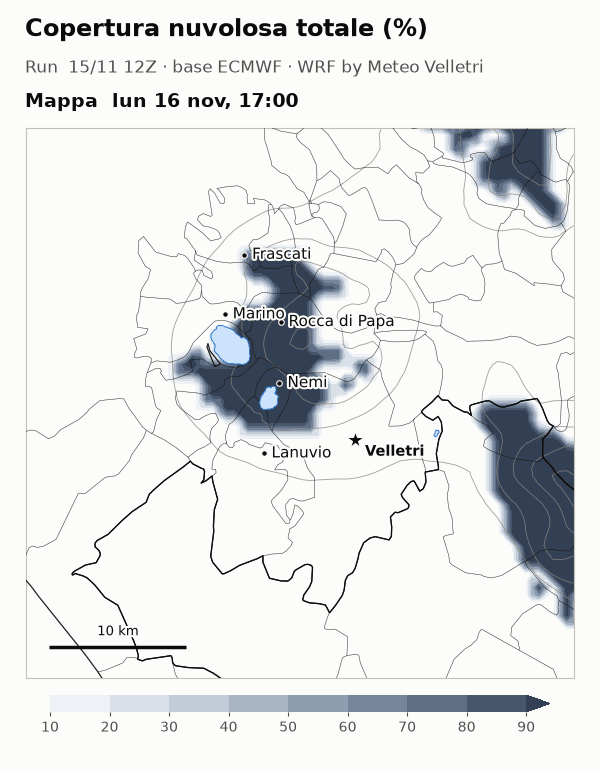 Copertura nuvolosa totale (%)
Run  15/11 12Z · base ECMWF · WRF by Meteo Velletri
Mappa  lun 16 nov, 17:00
Frascati
Marino
Rocca di Papa
Nemi
Velletri
Lanuvio
10 km
10 20 30 40 50 60 70 80 90